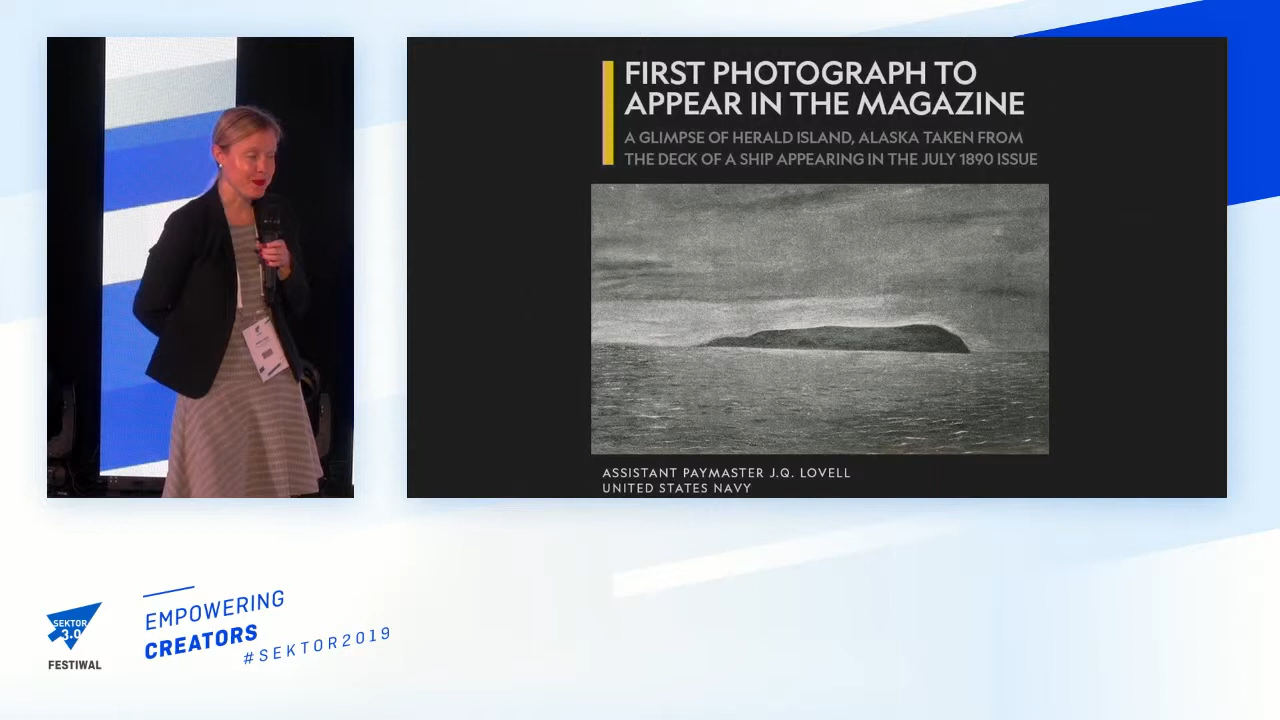 FIRST PHOTOGRAPH TO
APPEAR IN THE MAGAZINE
A GLIMPSE OF HERALD ISLAND, ALASKA TAKEN FROM
THE DECK OF A SHIP APPEARING IN THE JULY 1890 ISSUE
ASSISTANT PAYMASTER J.Q. LOVELL
UNITED STATES NAVY
SEKTOR
3.0
FESTIWAL
EMPOWERING
CREATORS
#SEKTOR2019